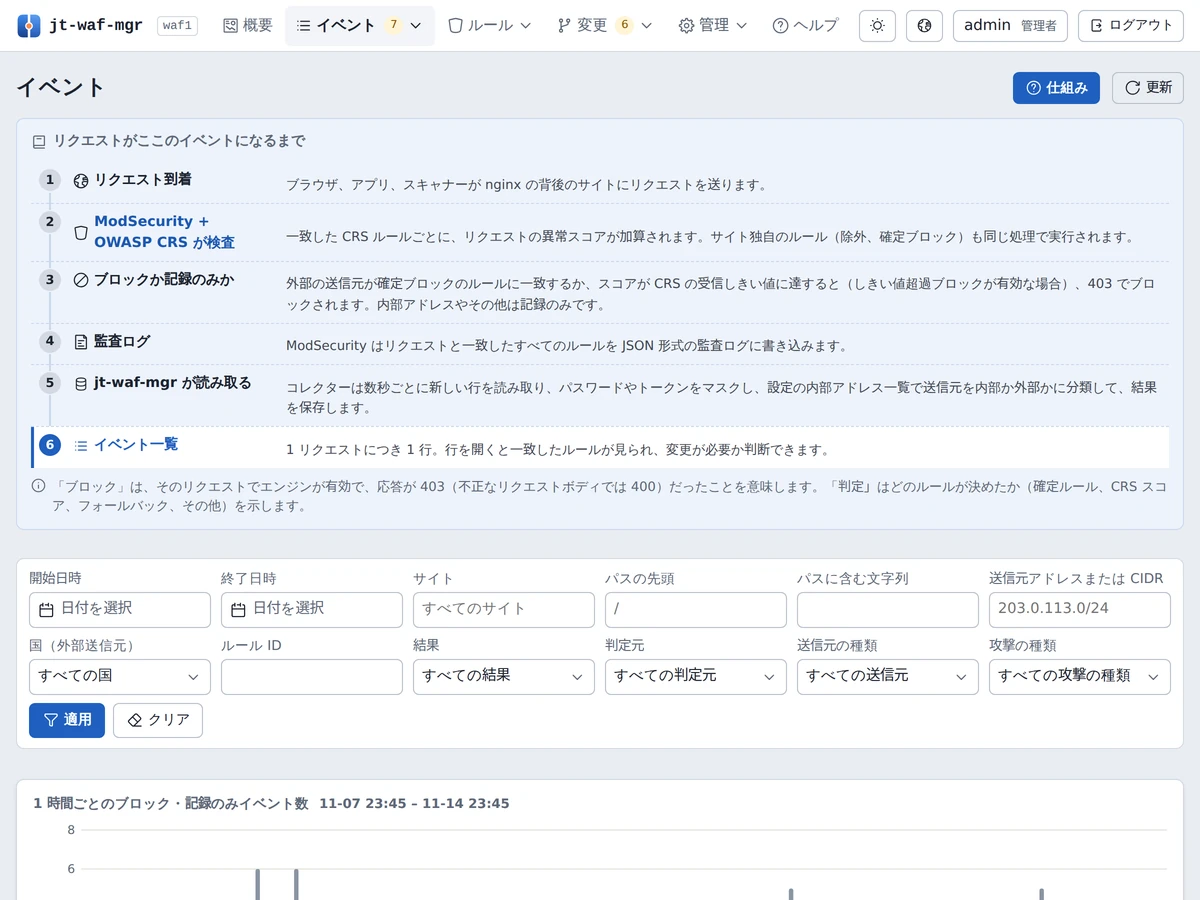 jt-waf-mgr waf1 概要 イベント 7 ルール 変更 6 管理 ヘルプ admin 管理者 ログアウト
イベント
仕組み 更新
リクエストがここのイベントになるまで
1 リクエスト到着 ブラウザ、アプリ、スキャナーが nginx の背後のサイトにリクエストを送ります。
2 ModSecurity +
OWASP CRS が検査 一致した CRS ルールごとに、リクエストの異常スコアが加算されます。サイト独自のルール（除外、確定ブロック）も同じ処理で実行されます。
3 ブロックか記録のみか 外部の送信元が確定ブロックのルールに一致するか、スコアが CRS の受信しきい値に達すると（しきい値超過ブロックが有効な場合）、403 でブロ
ックされます。内部アドレスやその他は記録のみです。
4 監査ログ ModSecurity はリクエストと一致したすべてのルールを JSON 形式の監査ログに書き込みます。
5 jt-waf-mgr が読み取る コレクターは数秒ごとに新しい行を読み取り、パスワードやトークンをマスクし、設定の内部アドレス一覧で送信元を内部か外部かに分類して、結果
を保存します。
6 イベント一覧 1 リクエストにつき 1 行。行を開くと一致したルールが見られ、変更が必要か判断できます。
「ブロック」は、そのリクエストでエンジンが有効で、応答が 403（不正なリクエストボディでは 400）だったことを意味します。「判定」はどのルールが決めたか（確定ルール、CRS スコ
ア、フォールバック、その他）を示します。
開始日時 終了日時 サイト パスの先頭 パスに含む文字列 送信元アドレスまたは CIDR
日付を選択 日付を選択 すべてのサイト / 203.0.113.0/24
国（外部送信元） ルール ID 結果 判定元 送信元の種類 攻撃の種類
すべての国 すべての結果 すべての判定元 すべての送信元 すべての攻撃の種類
適用 クリア
1 時間ごとのブロック・記録のみイベント数 11-07 23:45 – 11-14 23:45
8
6